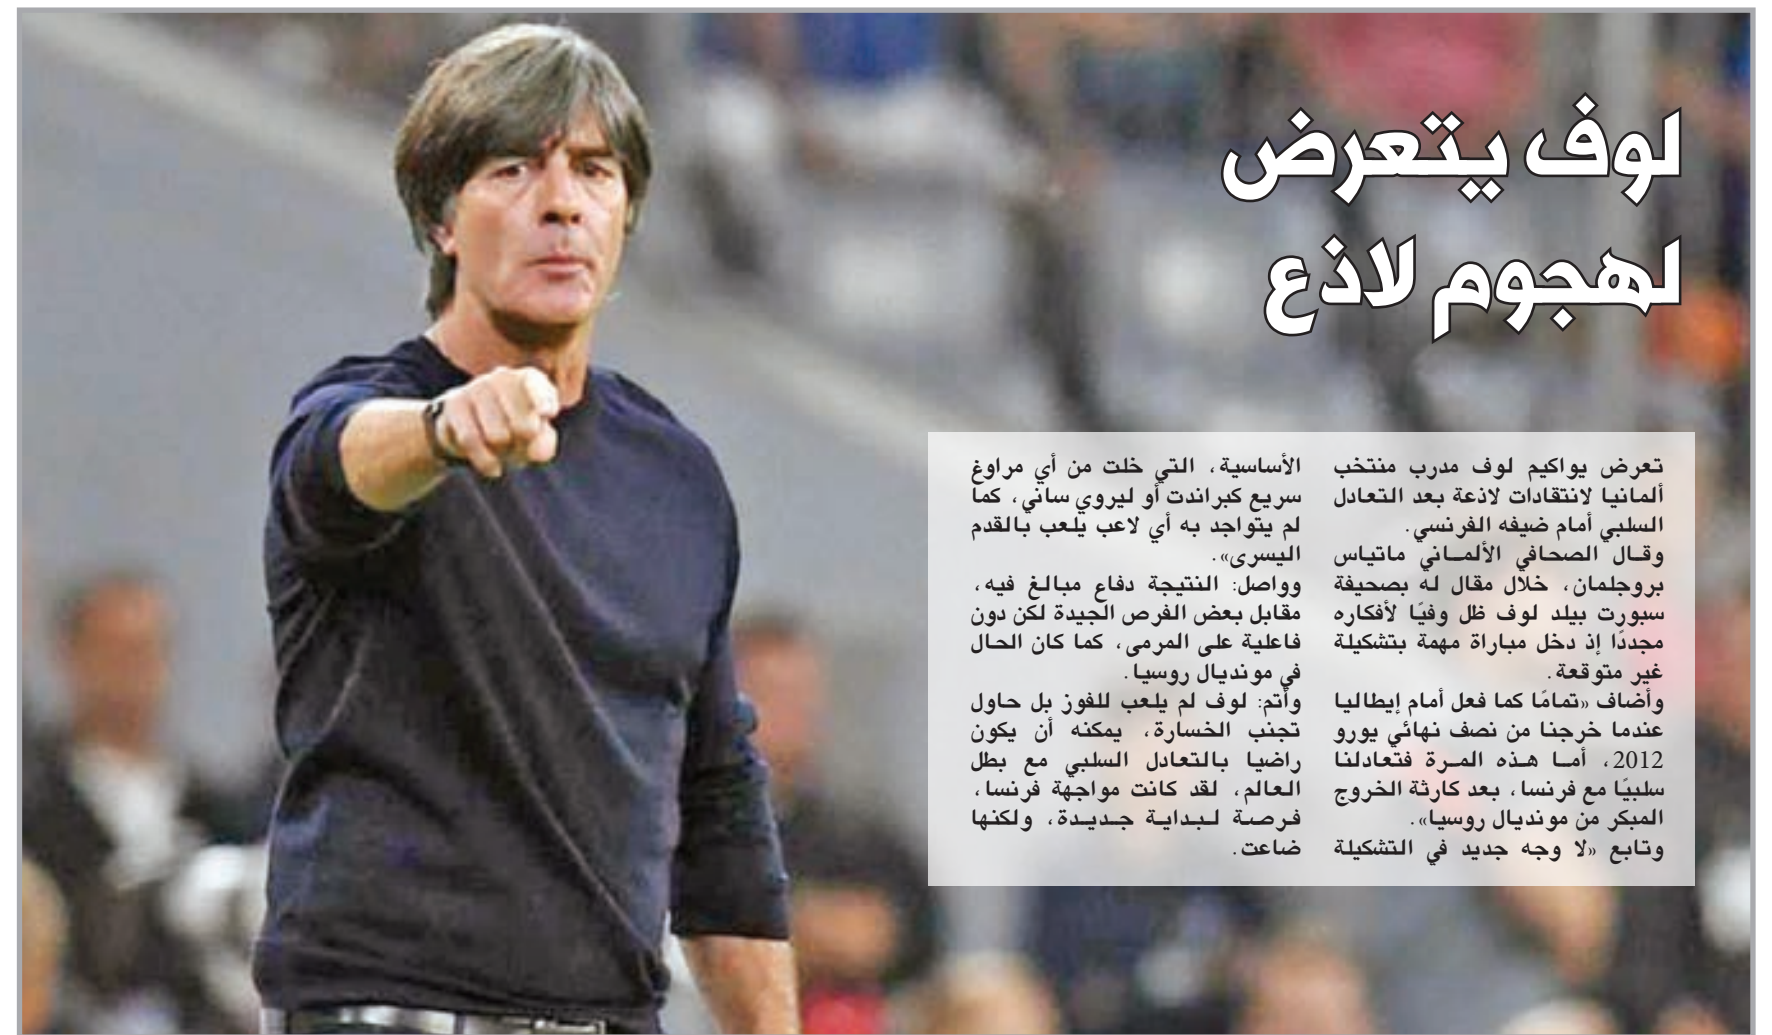 لوف يتعرض
لهجوم لاذع
تعرض يواكيم لوف مدرب منتخب
ألمانيا لانتقادات لاذعة بعد التعادل
السلبي أمام ضيفه الفرنسي.
وقال الصحافي الألماني ماتياس
بروجلمان، خلال مقال له بصحيفة
سبورت بيلد لوف ظل وفيًا لأفكاره
مجددًا إذ دخل مباراة مهمة بتشكيلة
غير متوقعة.
وأضاف «تمامًا كما فعل أمام إيطاليا
عندما خرجنا من نصف نهائي يورو
2012، أما هذه المرة فتعادلنا
سلبيًا مع فرنسا، بعد كارثة الخروج
المبكر من مونديال روسيا».
وتابع «لا وجه جديد في التشكيلة
الأساسية، التي خلت من أي مراوغ
سريع كبراندت أو ليروي ساني، كما
لم يتواجد به أي لاعب يلعب بالقدم
اليسرى».
وواصل: النتيجة دفاع مبالغ فيه،
مقابل بعض الفرص الجيدة لكن دون
فاعلية على المرمى، كما كان الحال
في مونديال روسيا.
وأتم: لوف لم يلعب للفوز بل حاول
تجنب الخسارة، يمكنه أن يكون
راضيا بالتعادل السلبي مع بطل
العالم، لقد كانت مواجهة فرنسا،
فرصة لبداية جديدة، ولكنها
ضاعت.